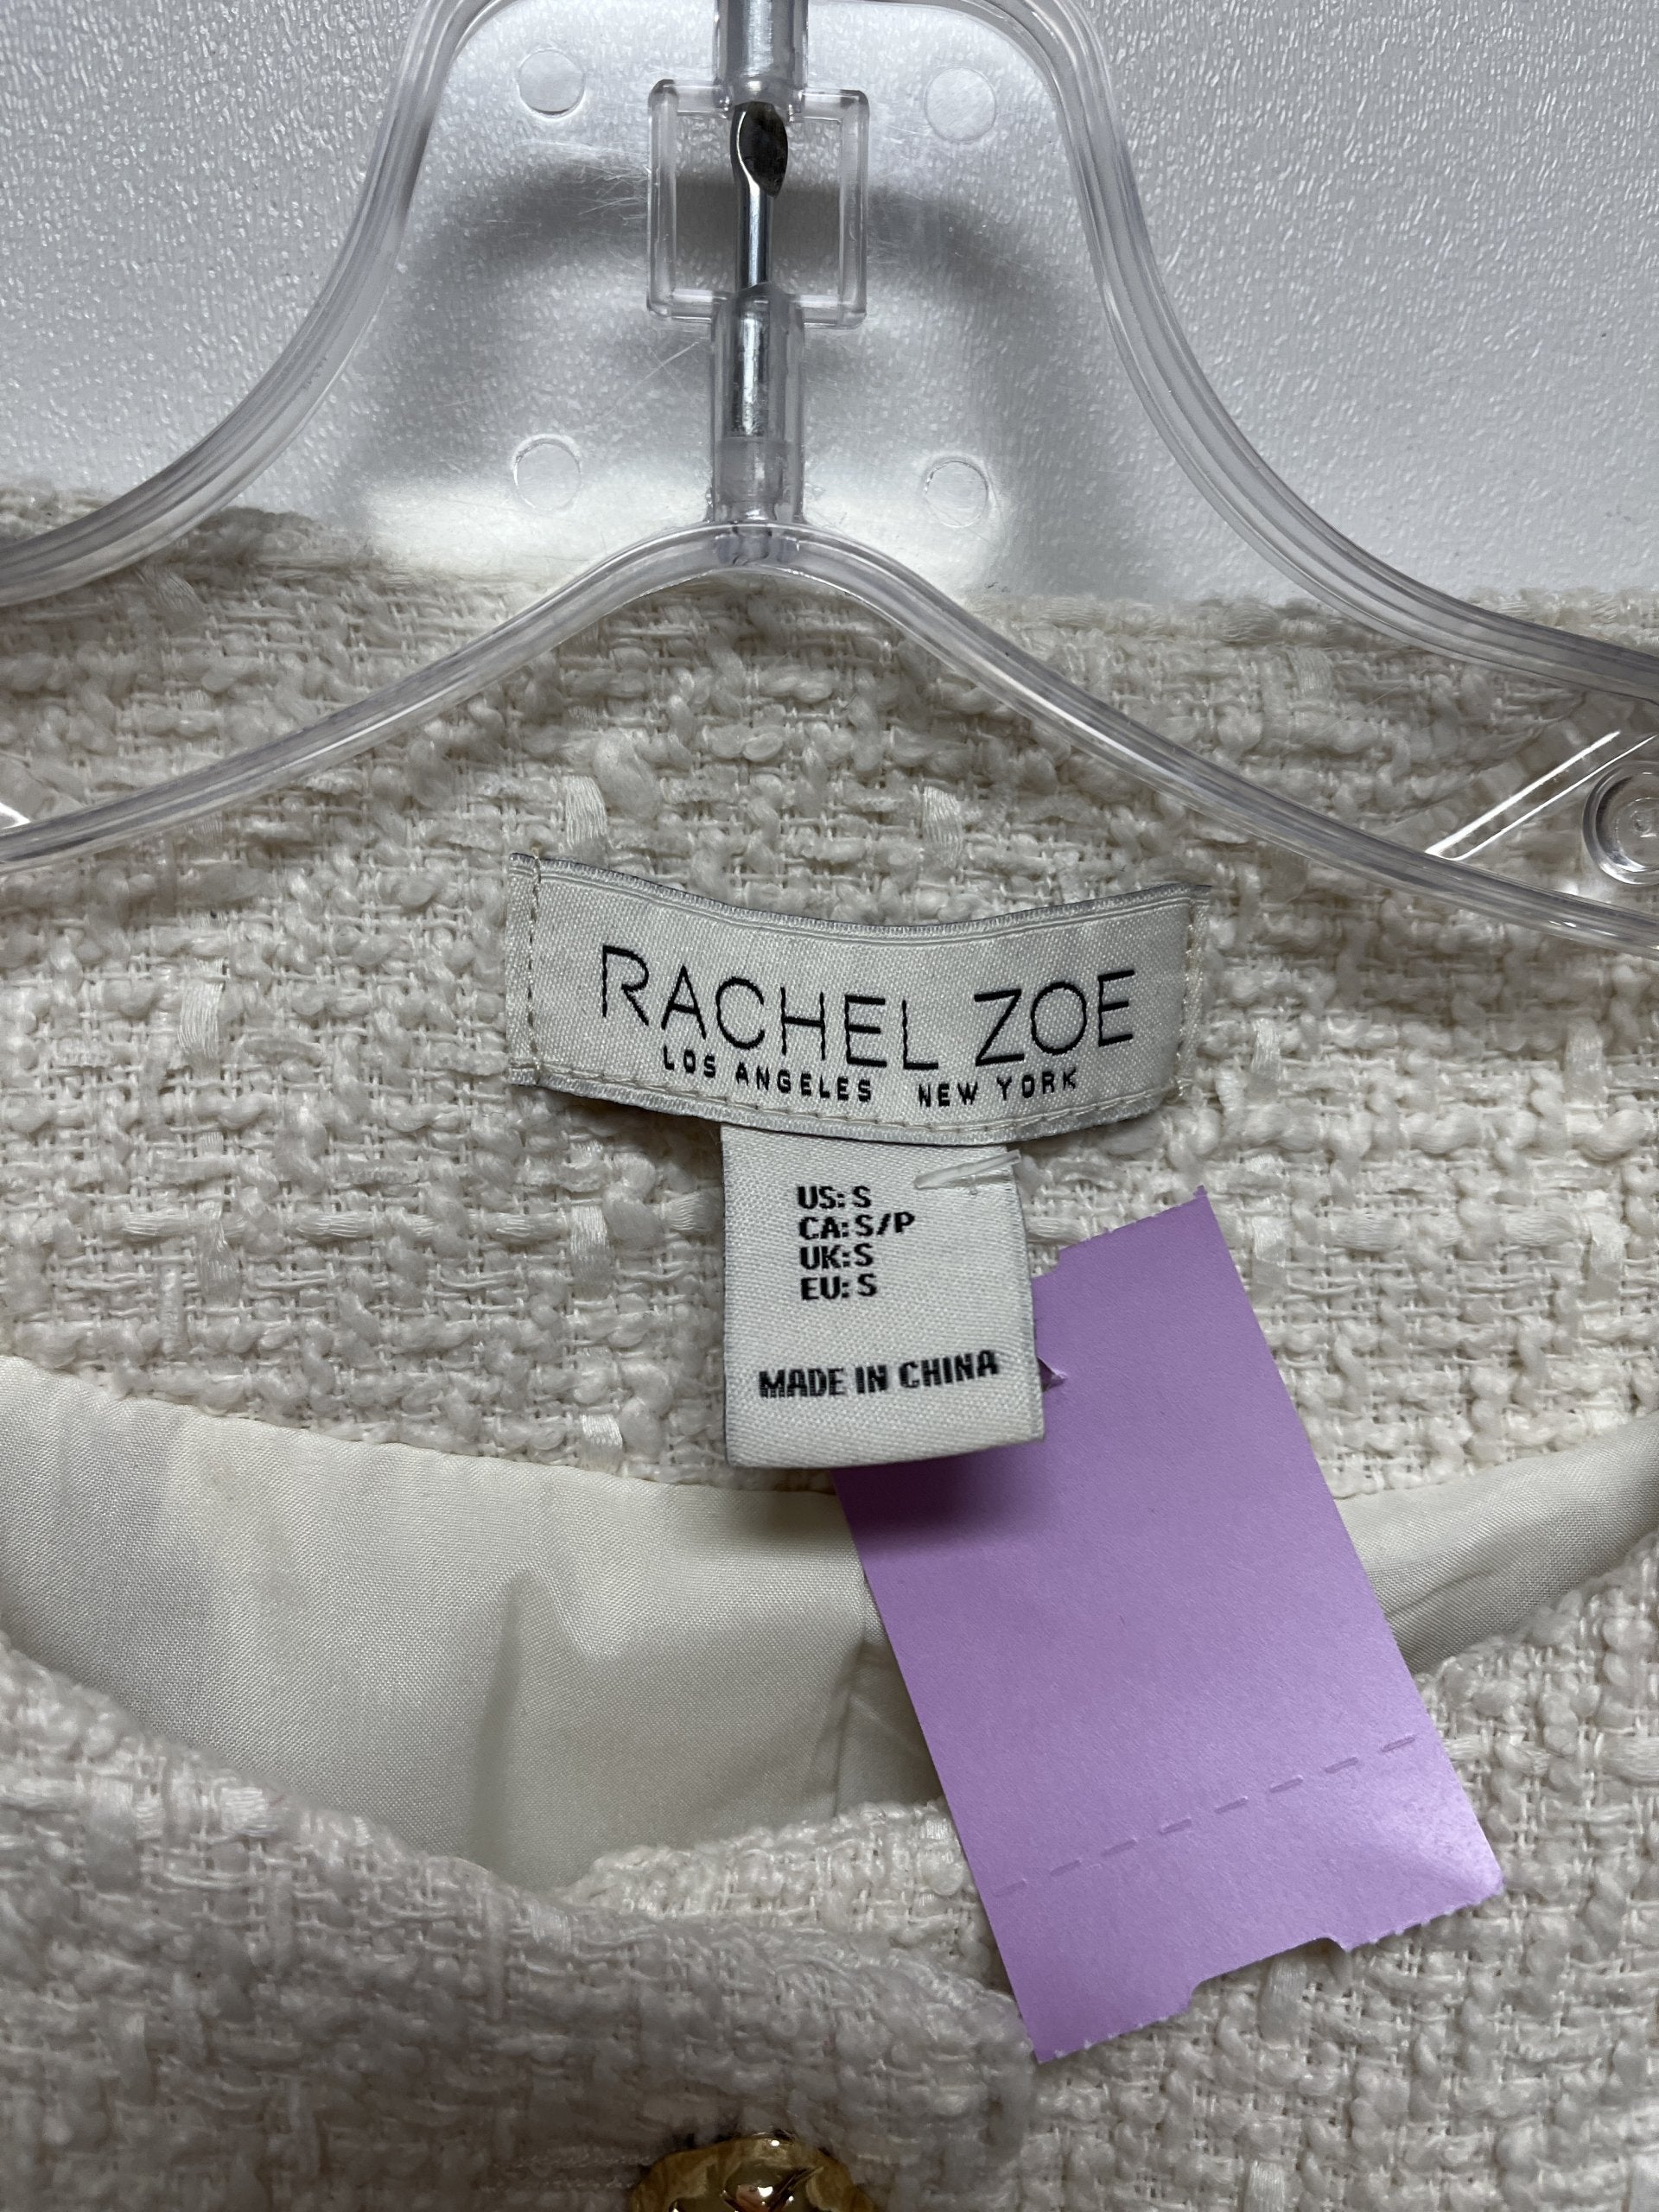 RACHEL ZOE
LOS ANGELES NEW YORK
US: S
CA: S/P
UK: S
EU: S
MADE IN CHINA